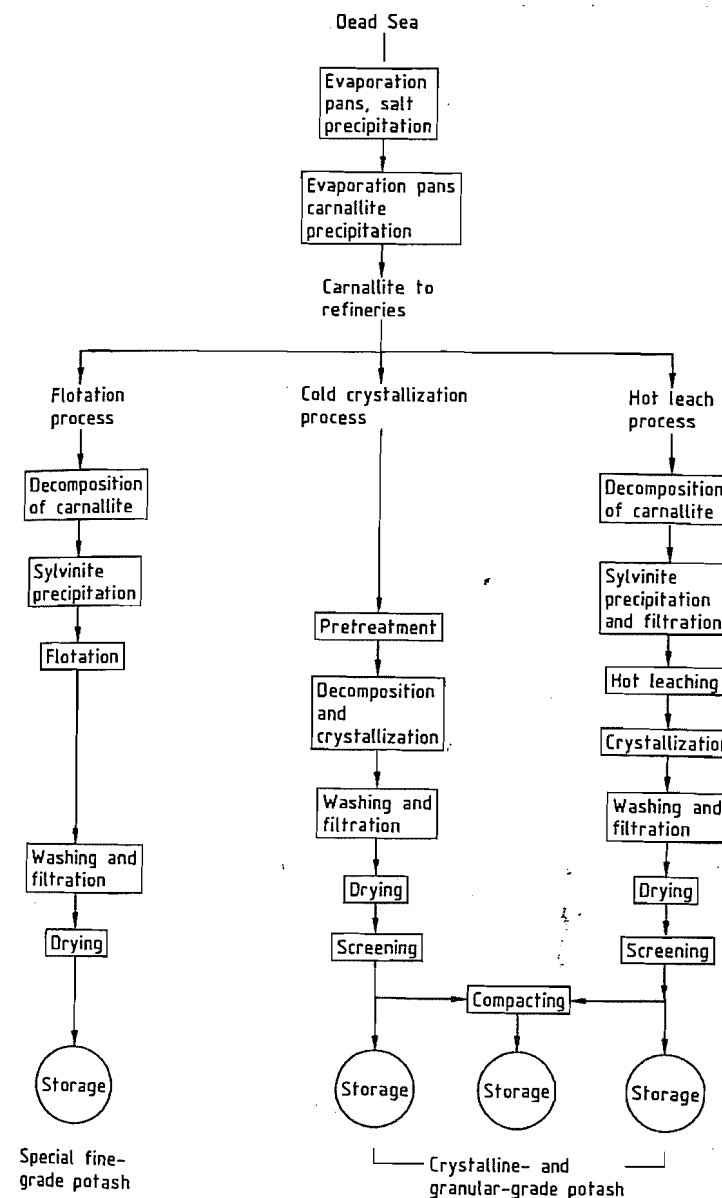 Dead Sea
Evaporation
pans, salt
precipitation
Evaporation pans
carnallite
precipitation
Carnallite to
refineries
Flotation
process
Decomposition
of carnallite
Sylvinite
precipitation
Flotation
Washing and
filtration
Drying
Storage
Special fine-
grade potash
Cold crystallization
process
Pretreatment
Decomposition
and
crystallization
Washing and
filtration
Drying
Screening
Storage
Hot leach
process
Decomposition
of carnallite
Sylvinite
precipitation
and filtration
Hot leaching
Crystallization
Washing and
filtration
Drying
Screening
Compacting
Storage
Storage
Crystalline- and
granular-grade potash